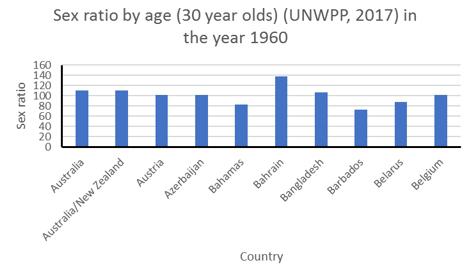 Sex ratio by age (30 year olds) (UNWPP, 2017) in
the year 1960
160
140
120
100
80
60
40
20
0
Sex ratio
Australia
Australia/New Zealand
Austria
Azerbaijan
Bahamas
Bahrain
Bangladesh
Barbados
Belarus
Belgium
Country